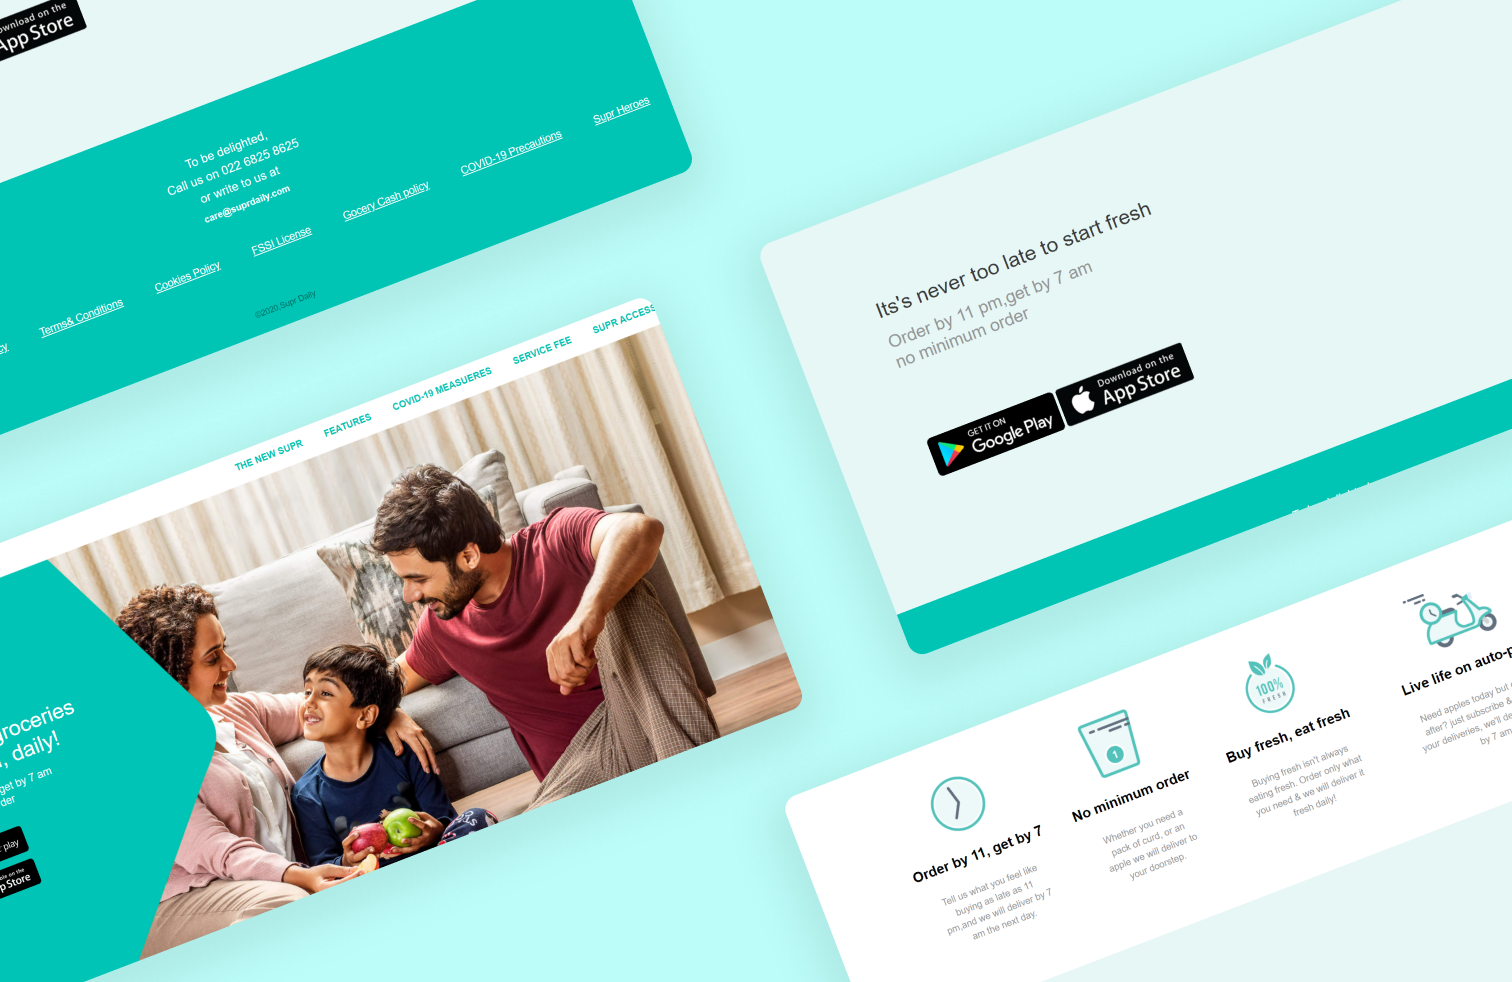 ownload on the
App Store
To be delighted,
Call us on 022 6825 8625
or write to us at
care@suprdaily.com
cy
Terms& Conditions
Cookies Policy
FSSI License
Gocery Cash policy
COVID-19 Precautions
Supr Heroes
©2020,Supr Daily
THE NEW SUPR
FEATURES
COVID-19 MEASUERES
SERVICE FEE
SUPR ACCESS
roceries
, daily!
get by 7 am
der
play
ble on the
p Store
Its's never too late to start fresh
Order by 11 pm,get by 7 am
no minimum order
GET IT ON
Google Play
Download on the
App Store
Order by 11, get by 7
Tell us what you feel like
buying as late as 11
pm,and we will deliver by 7
am the next day.
1
No minimum order
Whether you need a
pack of curd, or an
apple we will deliver to
your doorstep.
100%
FRESH
Buy fresh, eat fresh
Buying fresh isn't always
eating fresh. Order only what
you need & we will deliver it
fresh daily!
Live life on auto-p
Need apples today but
after? just subscribe &
your deliveries, we'll de
by 7 am